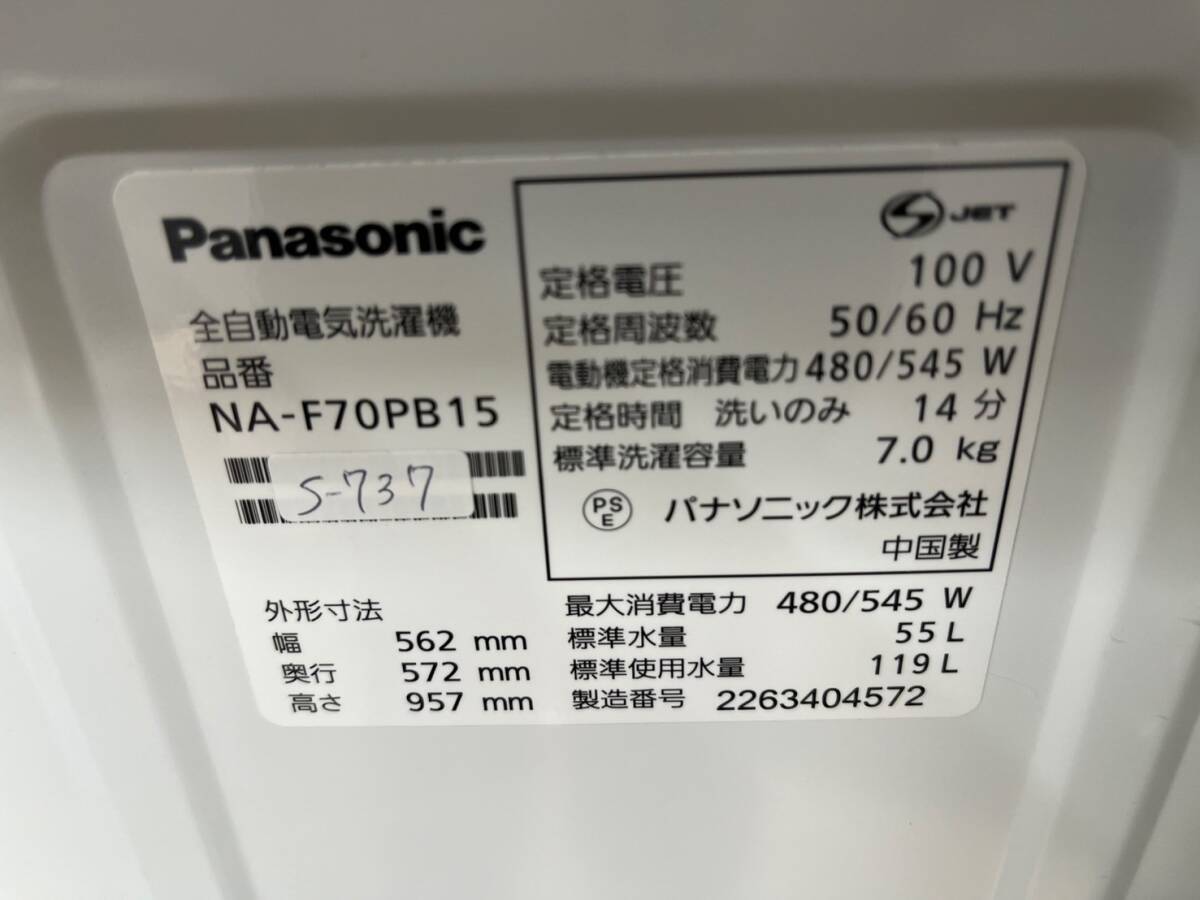 Panasonic
全自動電気洗濯機
品番
NA-F70PB15
S-737
外形寸法
幅 562 mm
奥行 572 mm
高さ 957 mm
JET
定格電圧 100 V
定格周波数 50/60 Hz
電動機定格消費電力 480/545 W
定格時間 洗いのみ 14 分
標準洗濯容量 7.0 kg
PS
E
パナソニック株式会社
中国製
最大消費電力 480/545 W
標準水量 55 L
標準使用水量 119 L
製造番号 2263404572